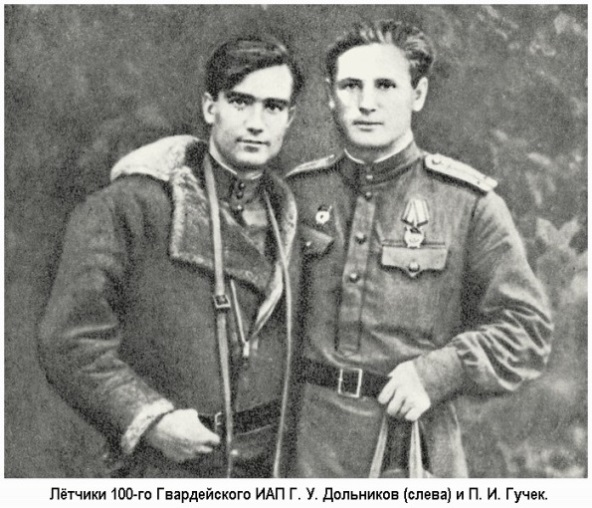 Лётчики 100-го Гвардейского ИАП Г. У. Дольников (слева) и П. И. Гучек.